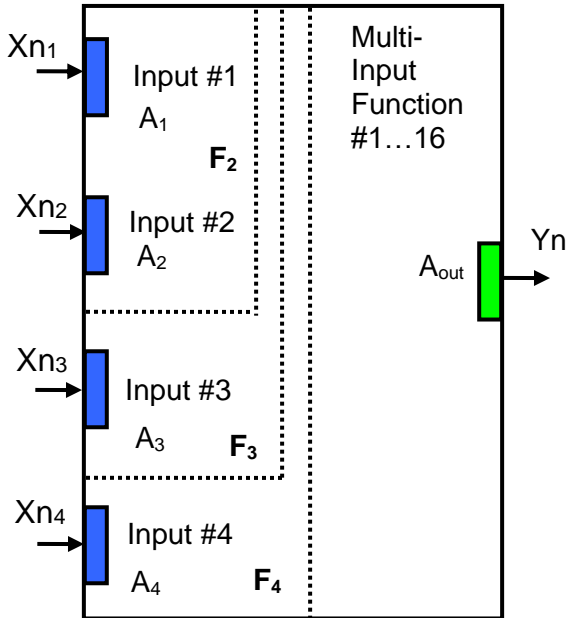 Xn1
Input #1
A1
F2
Xn2
Input #2
A2
Xn3
Input #3
A3
F3
Xn4
Input #4
A4
F4
Multi-
Input
Function
#1…16
Aout
Yn